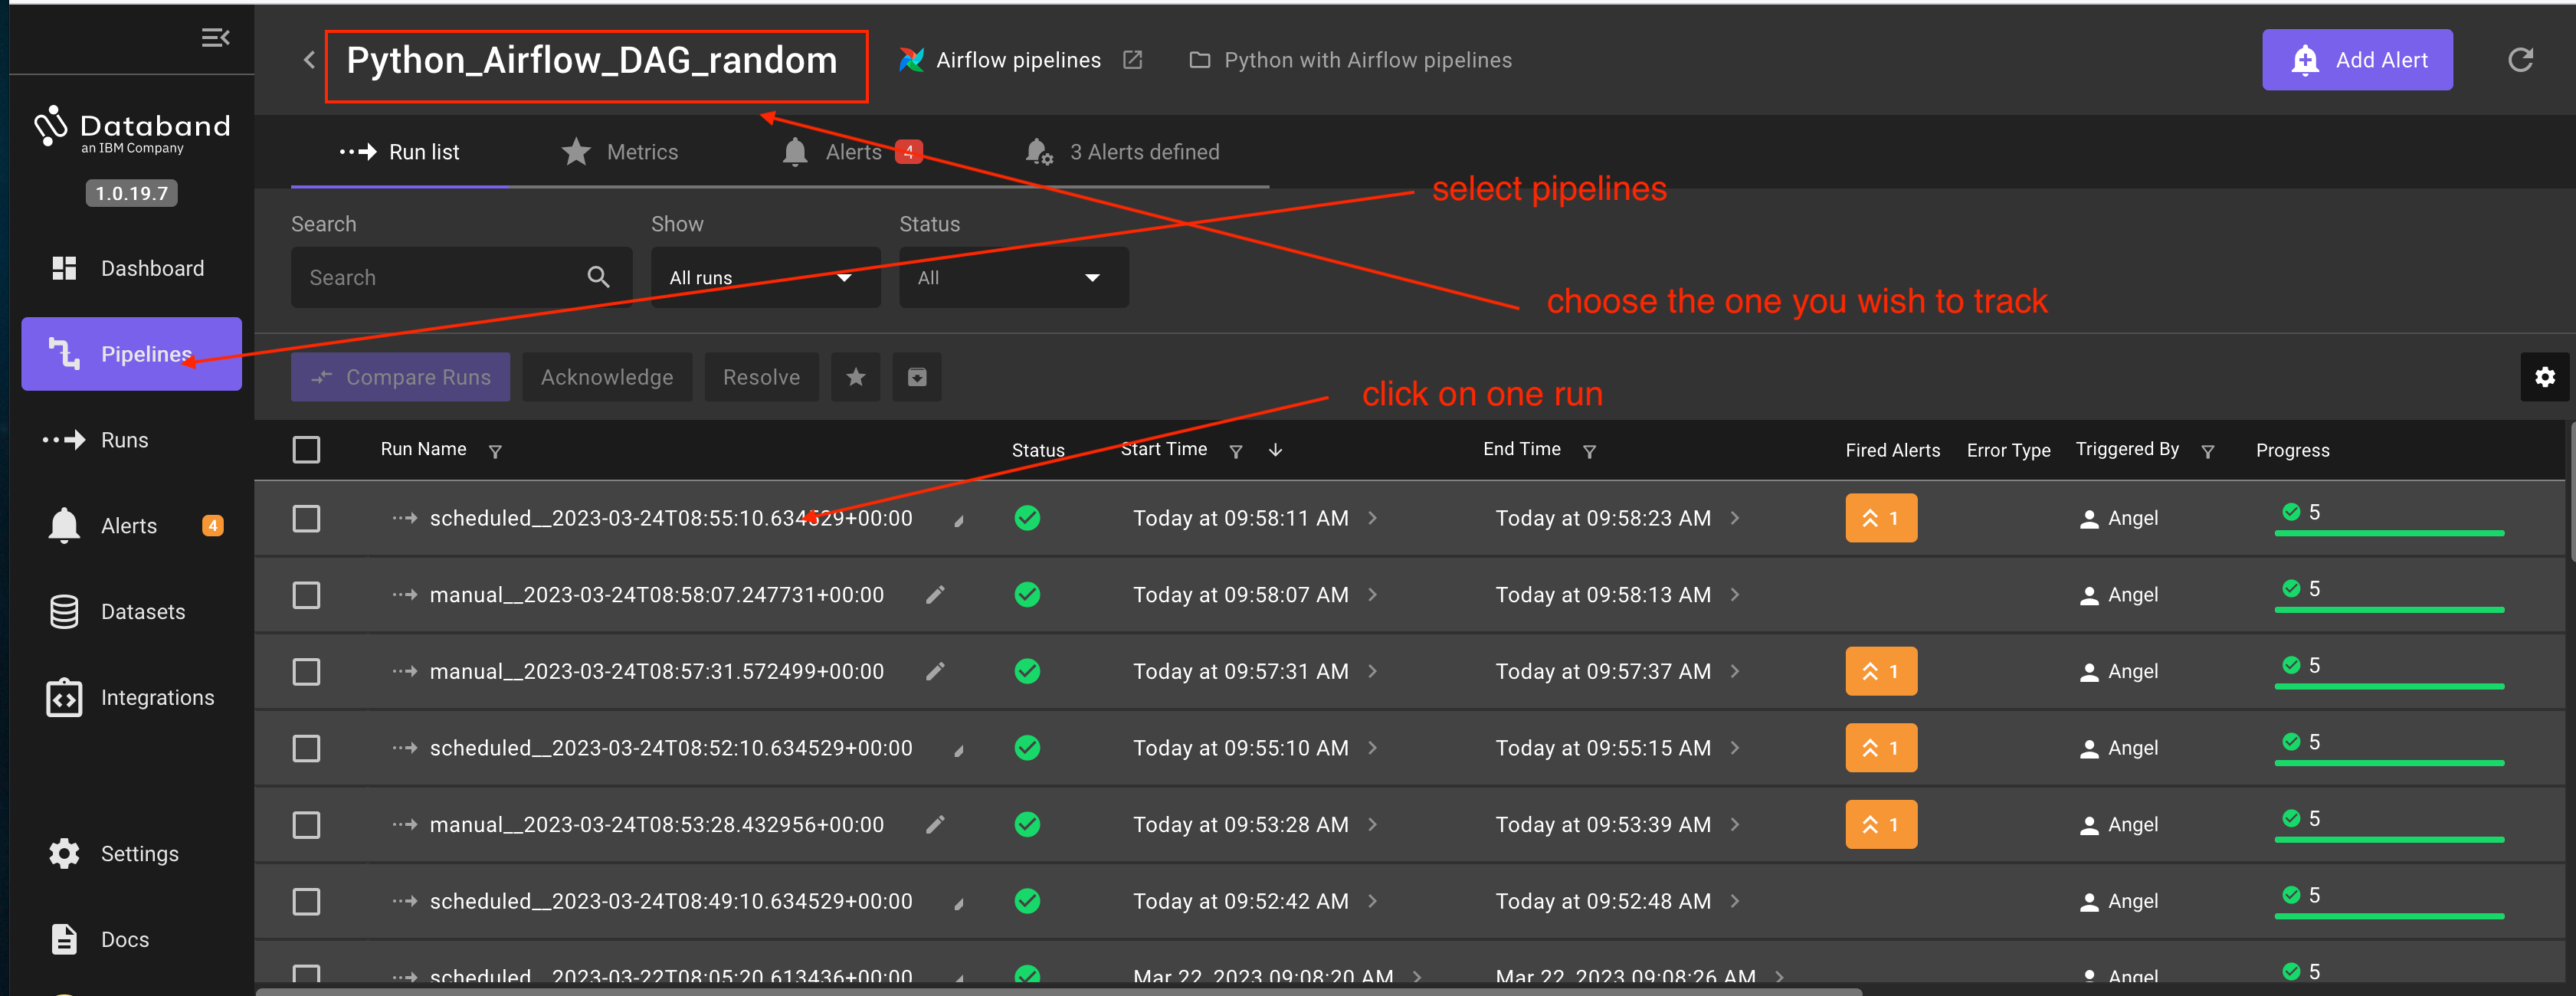 Python_Airflow_DAG_random
Airflow pipelines
Python with Airflow pipelines
Add Alert
Databand
an IBM Company
1.0.19.7
Run list
Metrics
Alerts 4
3 Alerts defined
select pipelines
Search
Show
Status
Search
All runs
All
choose the one you wish to track
Dashboard
Pipelines
Runs
Alerts 4
Datasets
Integrations
Settings
Docs
Compare Runs
Acknowledge
Resolve
click on one run
Run Name Status Start Time End Time Fired Alerts Error Type Triggered By Progress
scheduled__2023-03-24T08:55:10.634529+00:00 Today at 09:58:11 AM Today at 09:58:23 AM 1 Angel 5
manual__2023-03-24T08:58:07.247731+00:00 Today at 09:58:07 AM Today at 09:58:13 AM Angel 5
manual__2023-03-24T08:57:31.572499+00:00 Today at 09:57:31 AM Today at 09:57:37 AM 1 Angel 5
scheduled__2023-03-24T08:52:10.634529+00:00 Today at 09:55:10 AM Today at 09:55:15 AM 1 Angel 5
manual__2023-03-24T08:53:28.432956+00:00 Today at 09:53:28 AM Today at 09:53:39 AM 1 Angel 5
scheduled__2023-03-24T08:49:10.634529+00:00 Today at 09:52:42 AM Today at 09:52:48 AM Angel 5
scheduled__2023-03-22T08:05:20.613436+00:00 Mar 22, 2023 09:08:20 AM Mar 22, 2023 09:08:26 AM Angel 5